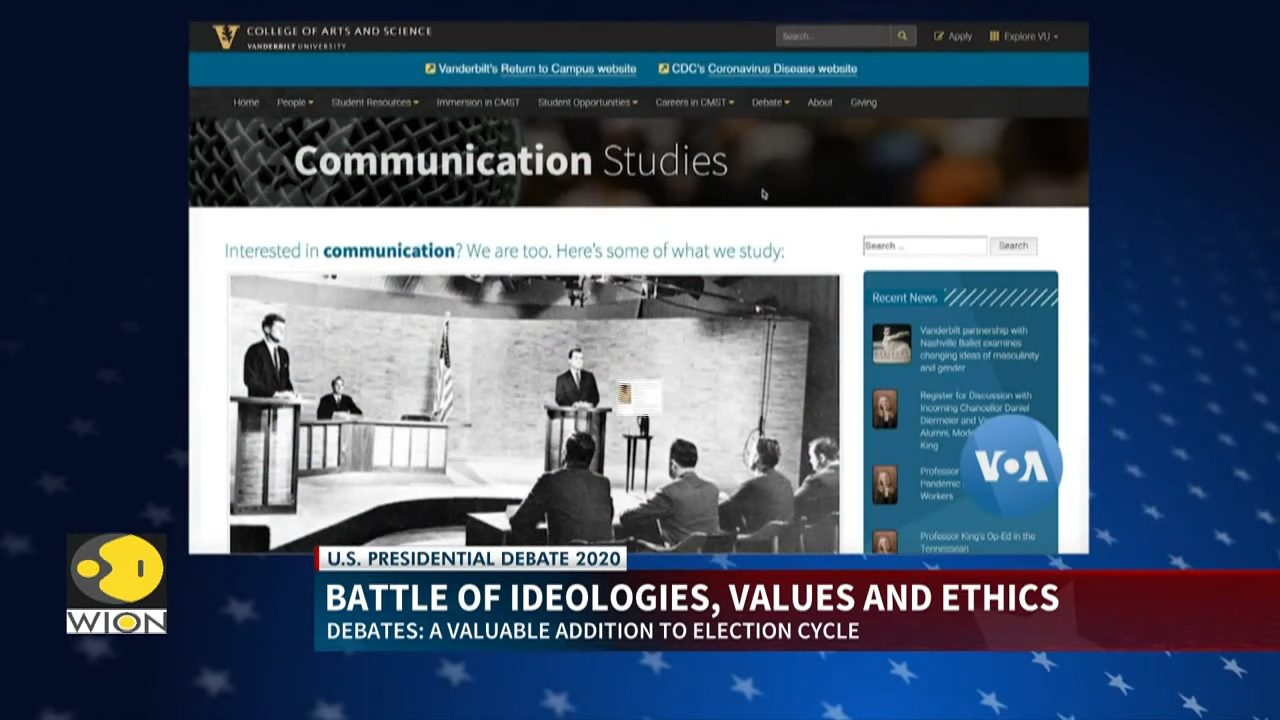 COLLEGE OF ARTS AND SCIENCE
VANDERBILT UNIVERSITY
Search...
Apply
Explore VU
Vanderbilt's Return to Campus website
CDC's Coronavirus Disease website
Home People Student Resources Immersion in CMST Student Opportunities Careers in CMST Debate About Giving
Communication Studies
Interested in communication? We are too. Here's some of what we study:
Search ...
Search
Recent News
Vanderbilt partnership with
Nashville Ballet examines
changing ideas of masculinity
and gender
Register for Discussion with
Incoming Chancellor Daniel
Diermeier and
Alumni,
King
Professor
Pandemic
Workers
Professor King's Op-Ed in the
Tennessean
VOA
U.S. PRESIDENTIAL DEBATE 2020
BATTLE OF IDEOLOGIES, VALUES AND ETHICS
DEBATES: A VALUABLE ADDITION TO ELECTION CYCLE
WION